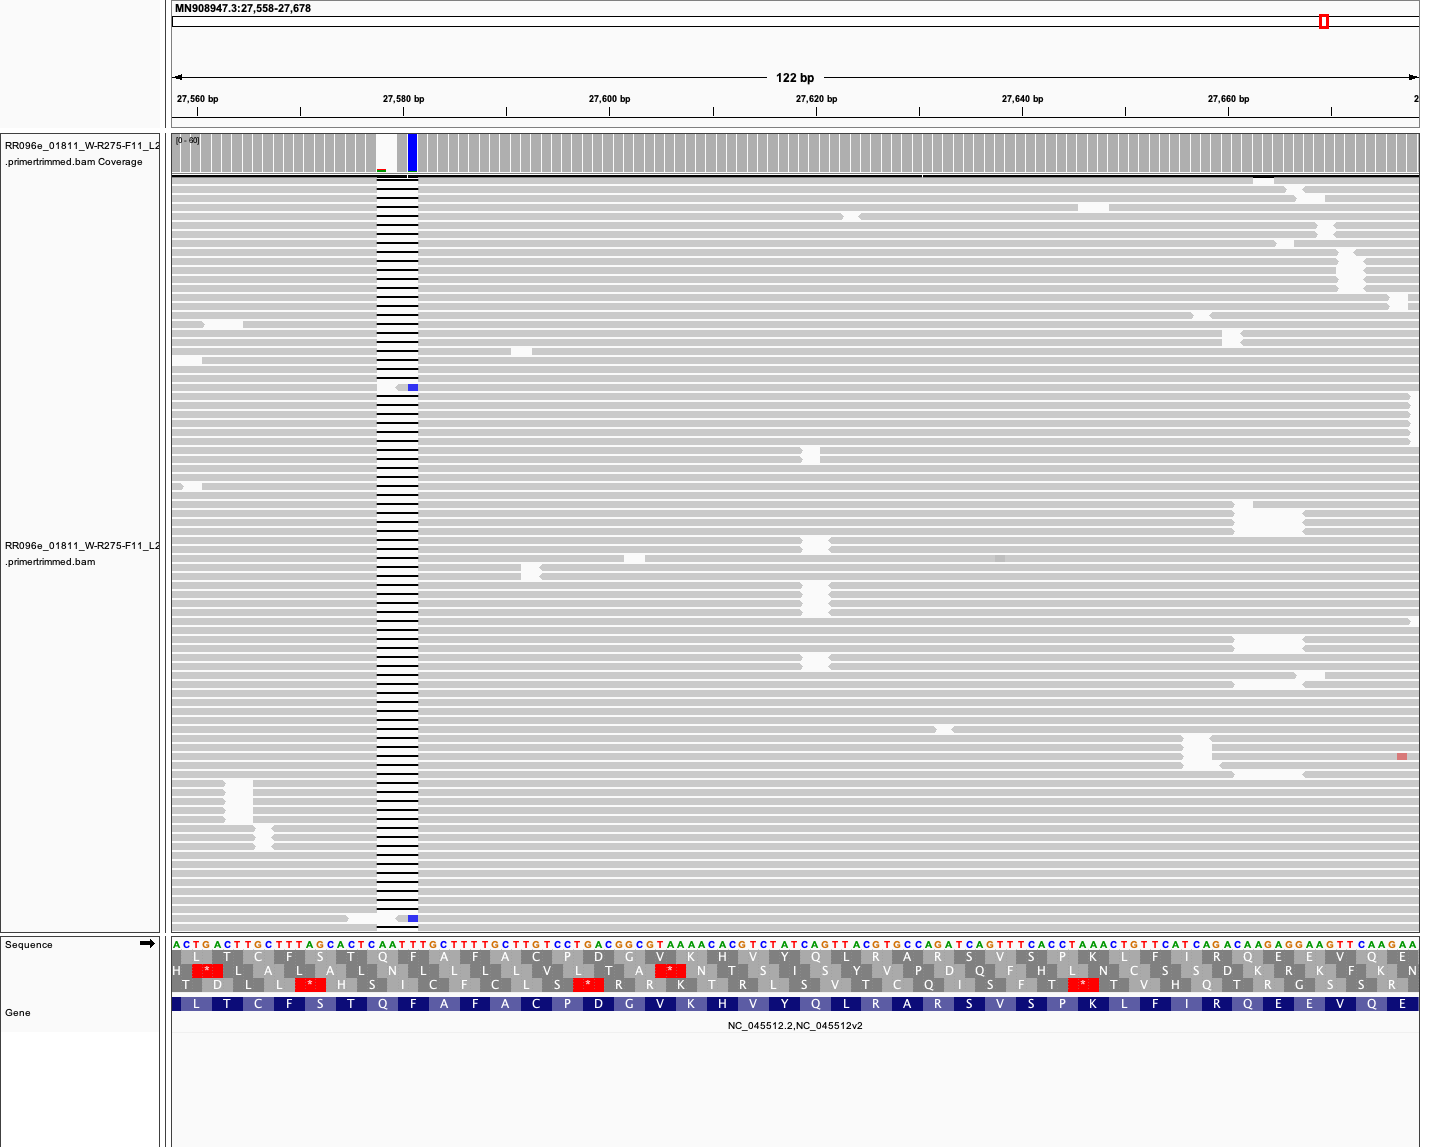 MN908947.3:27,558-27,678
122 bp
27,560 bp 27,580 bp 27,600 bp 27,620 bp 27,640 bp 27,660 bp 2
RR096e_01811_W-R275-F11_L2
.primertrimmed.bam Coverage
[0 - 60]
RR096e_01811_W-R275-F11_L2
.primertrimmed.bam
Sequence
ACTGACTTGCTTTAGCACTCAATTTGCTTTTGCTTGTCCTGACGGCGTAAAACACGTCTATCAGTTACGTGCCAGATCAGTTTCACCTAAACTGTTCATCAGACAAGAGGAAGTTCAAGAA
L T C F S T Q F A F A C P D G V K H V Y Q L R A R S V S P K L F I R Q E E V Q E
H * L A L A L N L L L L V L T A * N T S I S Y V P D Q F H L N C S S D K R K F K N
T D L L * H S I C F C L S * R R K T R L S V T C Q I S F T * T V H Q T R G S S R
Gene
L T C F S T Q F A F A C P D G V K H V Y Q L R A R S V S P K L F I R Q E E V Q E
NC_045512.2,NC_045512v2